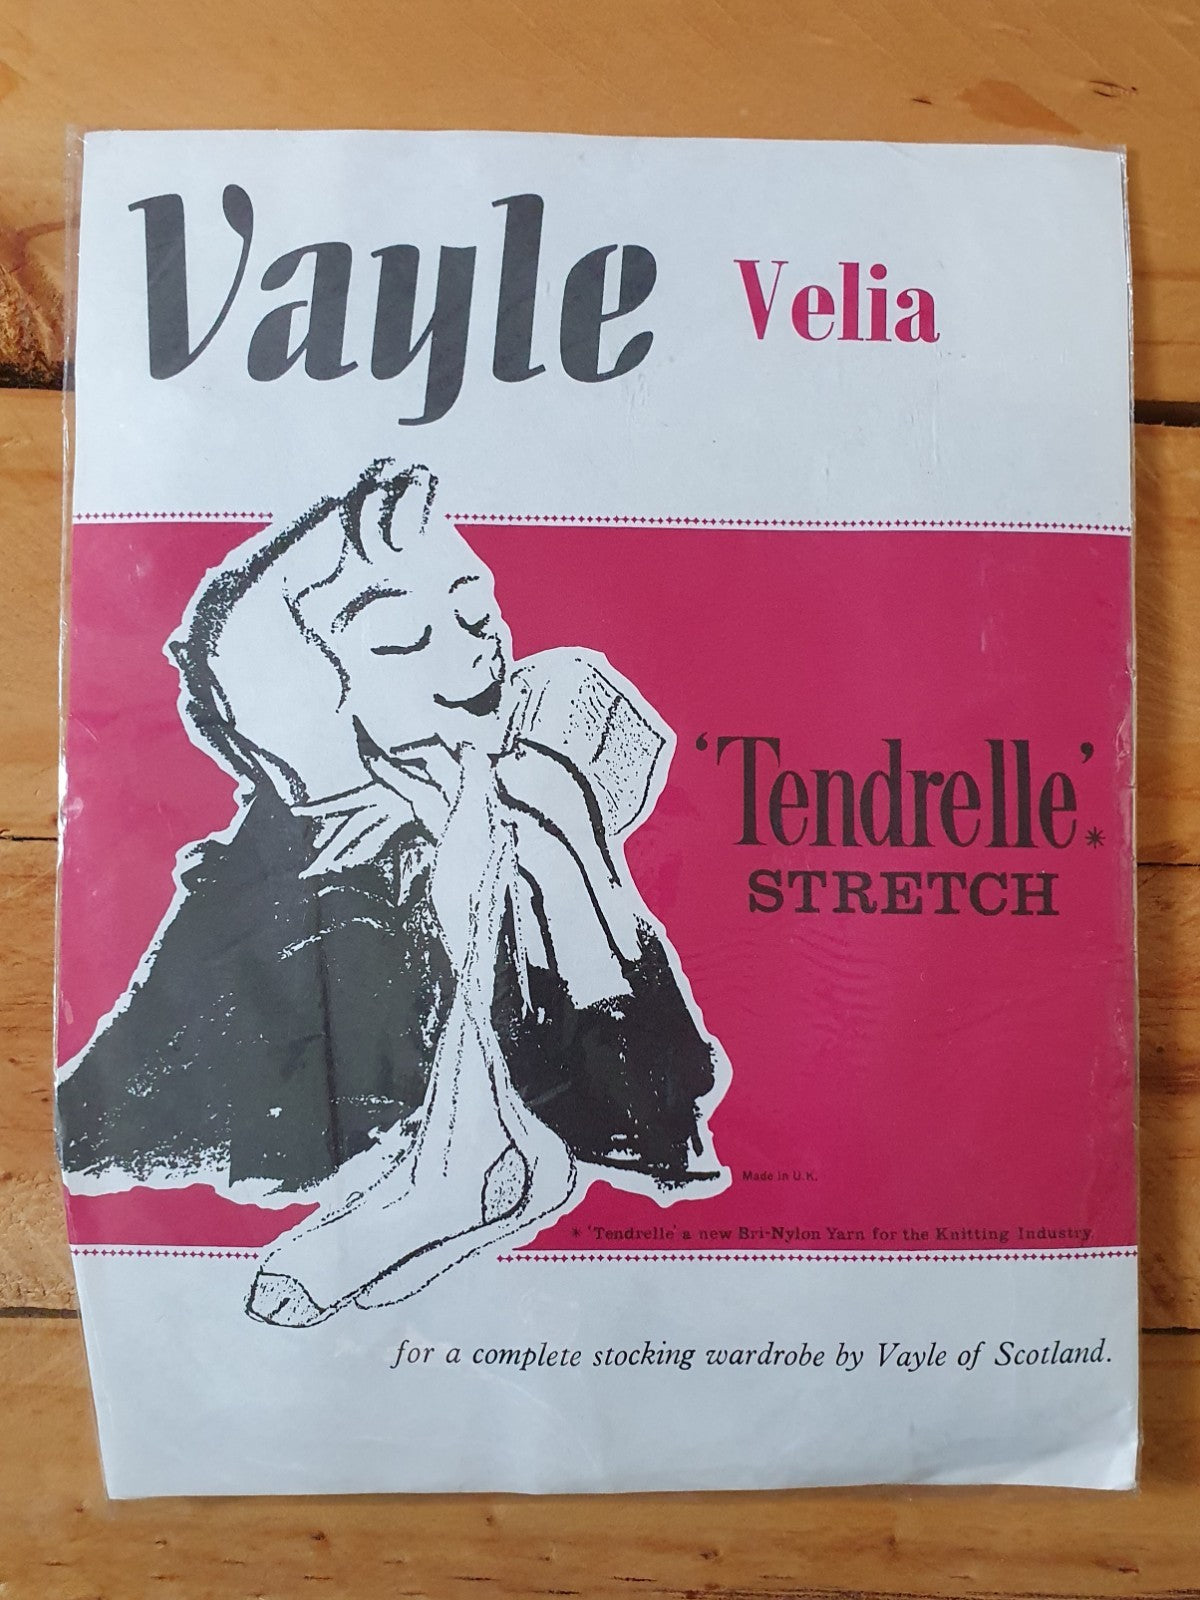 Vayle Velia
‘Tendrelle’*
STRETCH
Made in U.K.
* ‘Tendrelle’ a new Bri-Nylon Yarn for the Knitting Industry
for a complete stocking wardrobe by Vayle of Scotland.